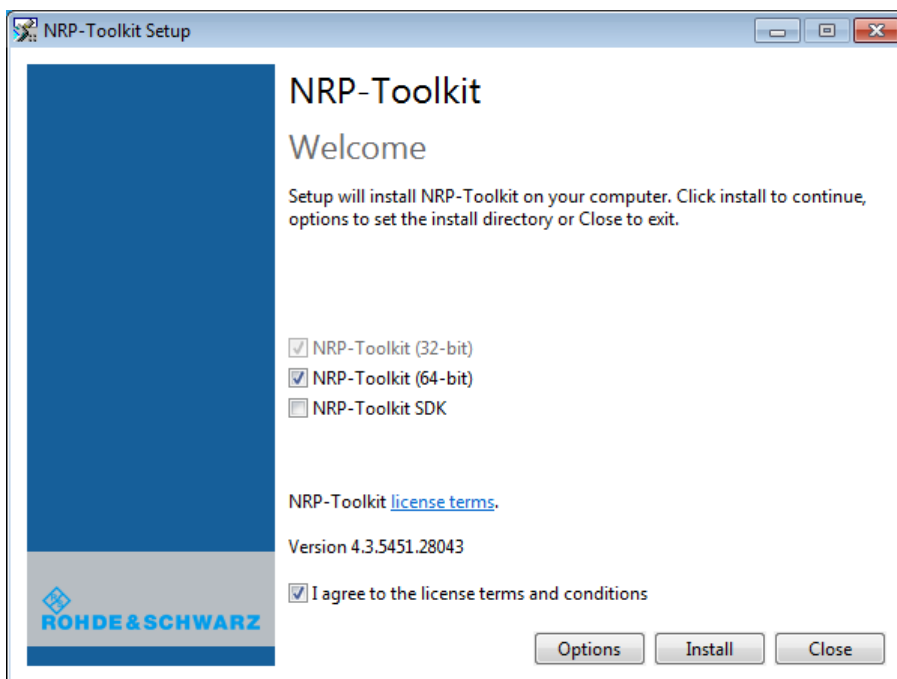 NRP-Toolkit Setup
NRP-Toolkit
Welcome
Setup will install NRP-Toolkit on your computer. Click install to continue,
options to set the install directory or Close to exit.
NRP-Toolkit (32-bit)
NRP-Toolkit (64-bit)
NRP-Toolkit SDK
NRP-Toolkit license terms.
Version 4.3.5451.28043
I agree to the license terms and conditions
ROHDE&SCHWARZ
Options Install Close